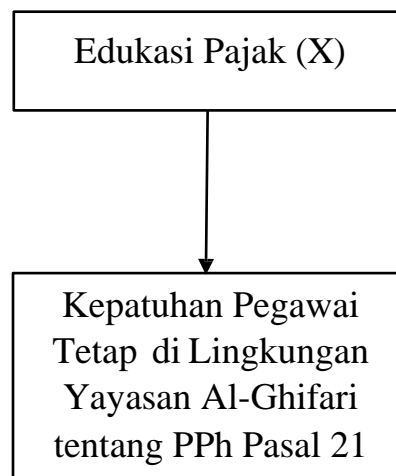 Edukasi Pajak (X)
Kepatuhan Pegawai
Tetap di Lingkungan
Yayasan Al-Ghifari
tentang PPh Pasal 21